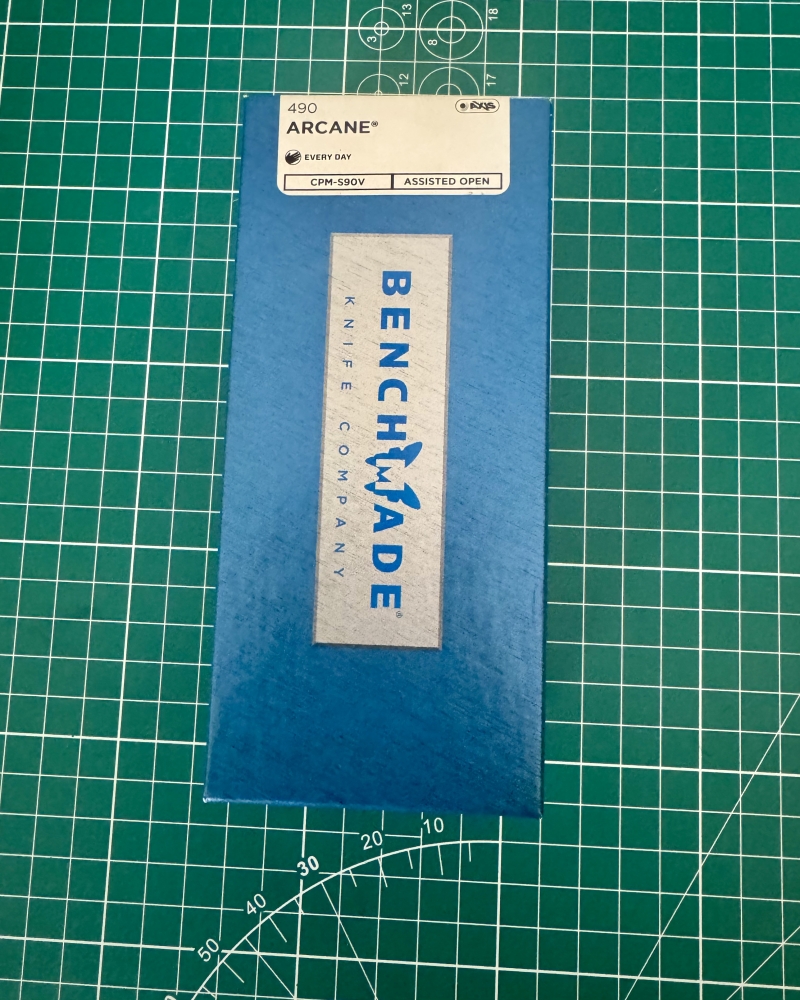 13
18
3
8
12
17
490
AXIS
ARCANE®
EVERY DAY
CPM-S90V
ASSISTED OPEN
BENCHMADE®
KNIFE COMPANY
10
20
30
40
50